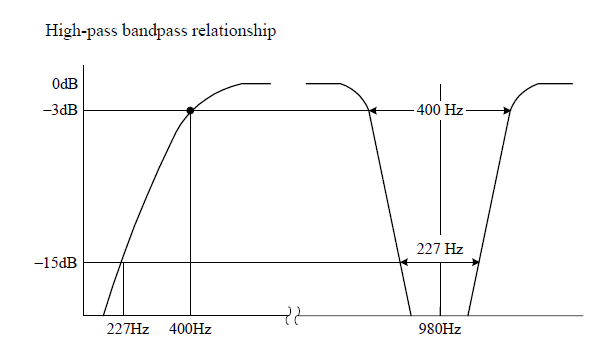 High-pass bandpass relationship
0dB
–3dB
400 Hz
227 Hz
–15dB
227Hz 400Hz 980Hz